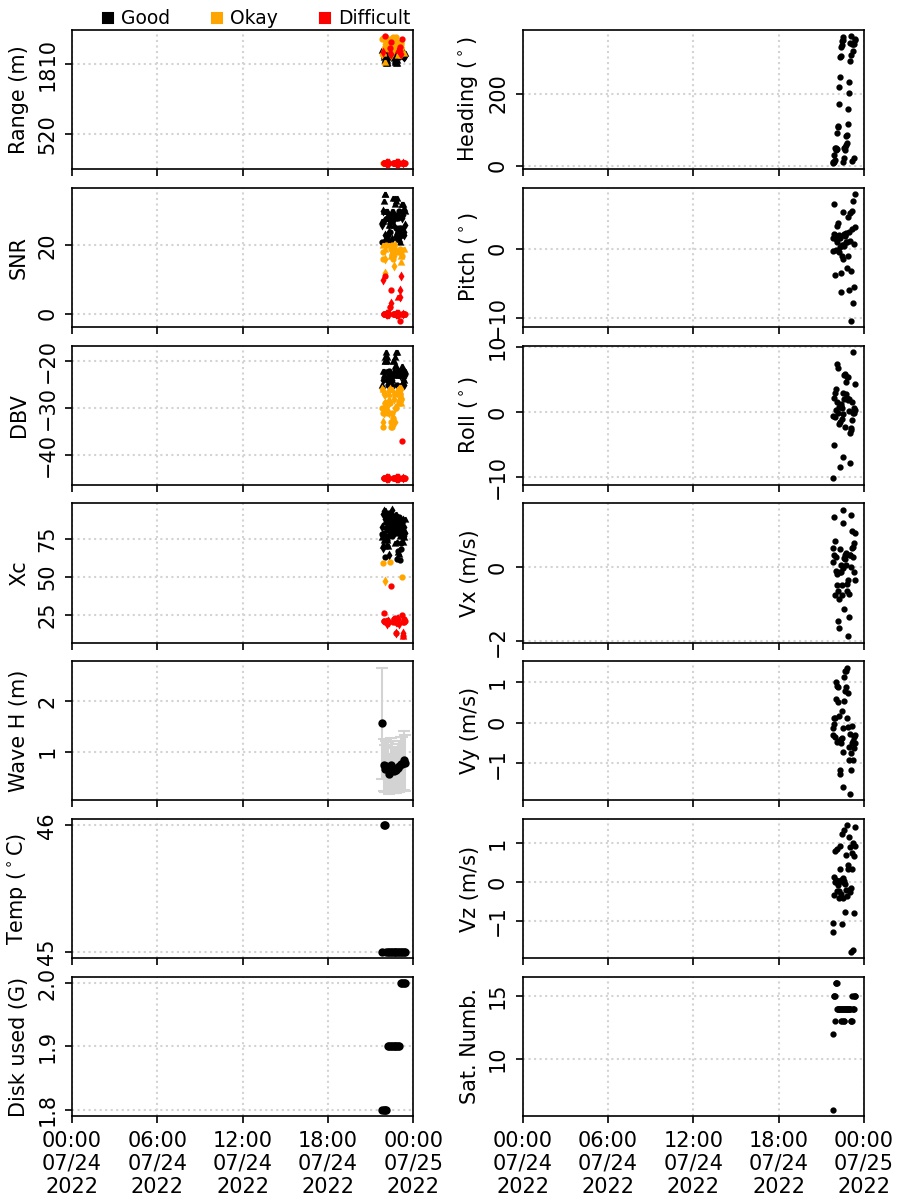 Good Okay Difficult
Range (m)
1810
520
Heading (°)
200
0
SNR
20
0
Pitch (°)
0
−10
DBV
−20
−30
−40
Roll (°)
10
0
−10
Xc
75
50
25
Vx (m/s)
0
−2
Wave H (m)
2
1
Vy (m/s)
1
0
−1
Temp (°C)
46
45
Vz (m/s)
1
0
−1
Disk used (G)
2.0
1.9
1.8
Sat. Numb.
15
10
00:00 06:00 12:00 18:00 00:00
07/24 07/24 07/24 07/24 07/25
2022 2022 2022 2022 2022
00:00 06:00 12:00 18:00 00:00
07/24 07/24 07/24 07/24 07/25
2022 2022 2022 2022 2022